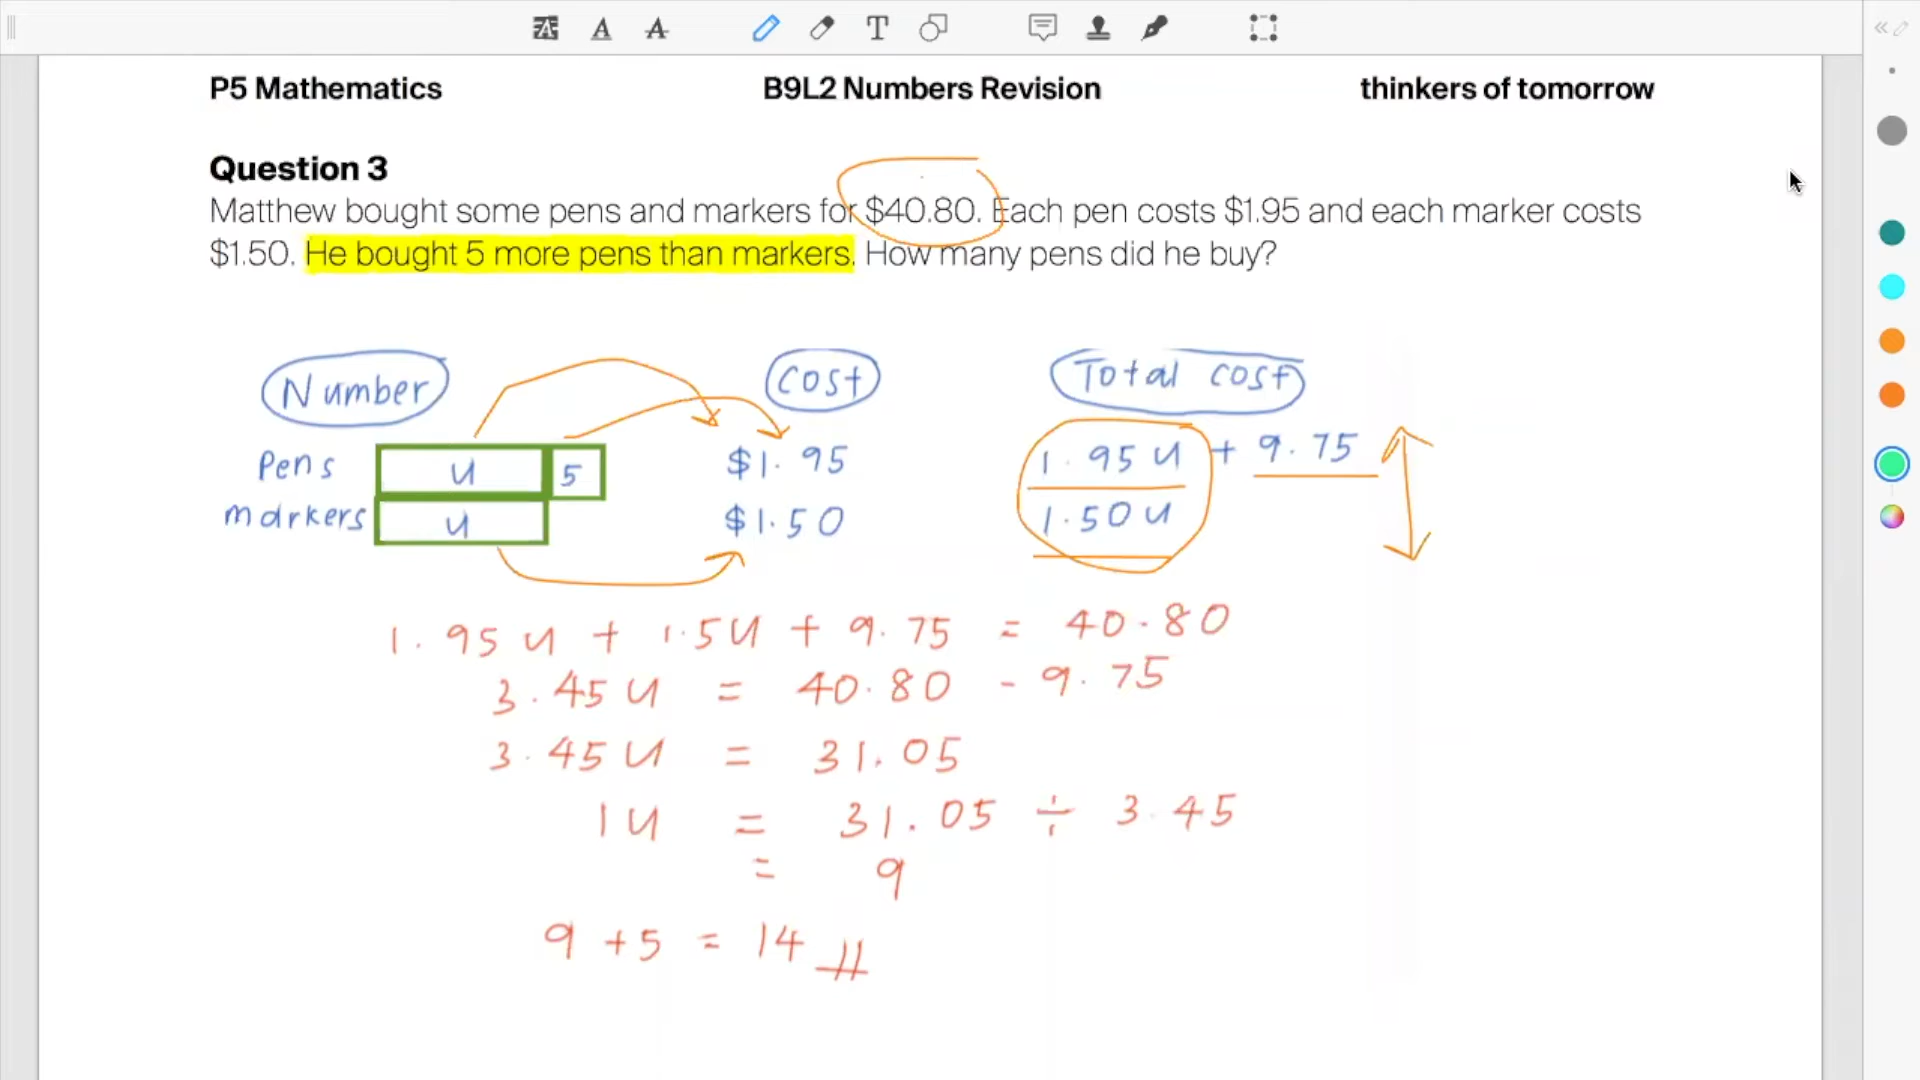 P5 Mathematics B9L2 Numbers Revision thinkers of tomorrow
Question 3
Matthew bought some pens and markers for $40.80. Each pen costs $1.95 and each marker costs
$1.50. He bought 5 more pens than markers. How many pens did he buy?
Number Cost Total cost
Pens u 5 $1.95 1.95u + 9.75
markers u $1.50 1.50u
1.95u + 1.5u + 9.75 = 40.80
3.45u = 40.80 - 9.75
3.45u = 31.05
1u = 31.05 ÷ 3.45
= 9
9 + 5 = 14